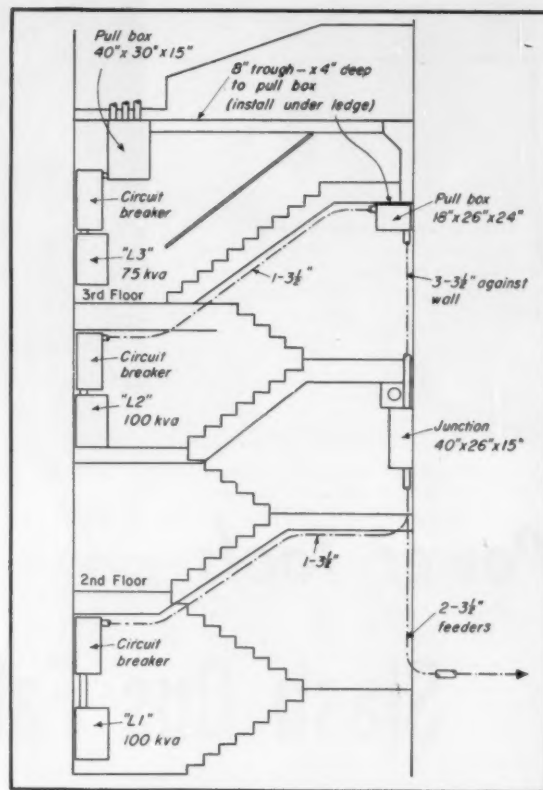 Pull box
40"x 30"x 15"
8" trough – x 4" deep
to pull box
(install under ledge)
Circuit
breaker
Pull box
18"x 26"x 24"
"L3"
75 kva
1-3½"
3-3½" against
wall
3rd Floor
Circuit
breaker
"L2"
100 kva
Junction
40"x 26"x 15"
1-3½"
2nd Floor
2-3½"
feeders
Circuit
breaker
"L1"
100 kva